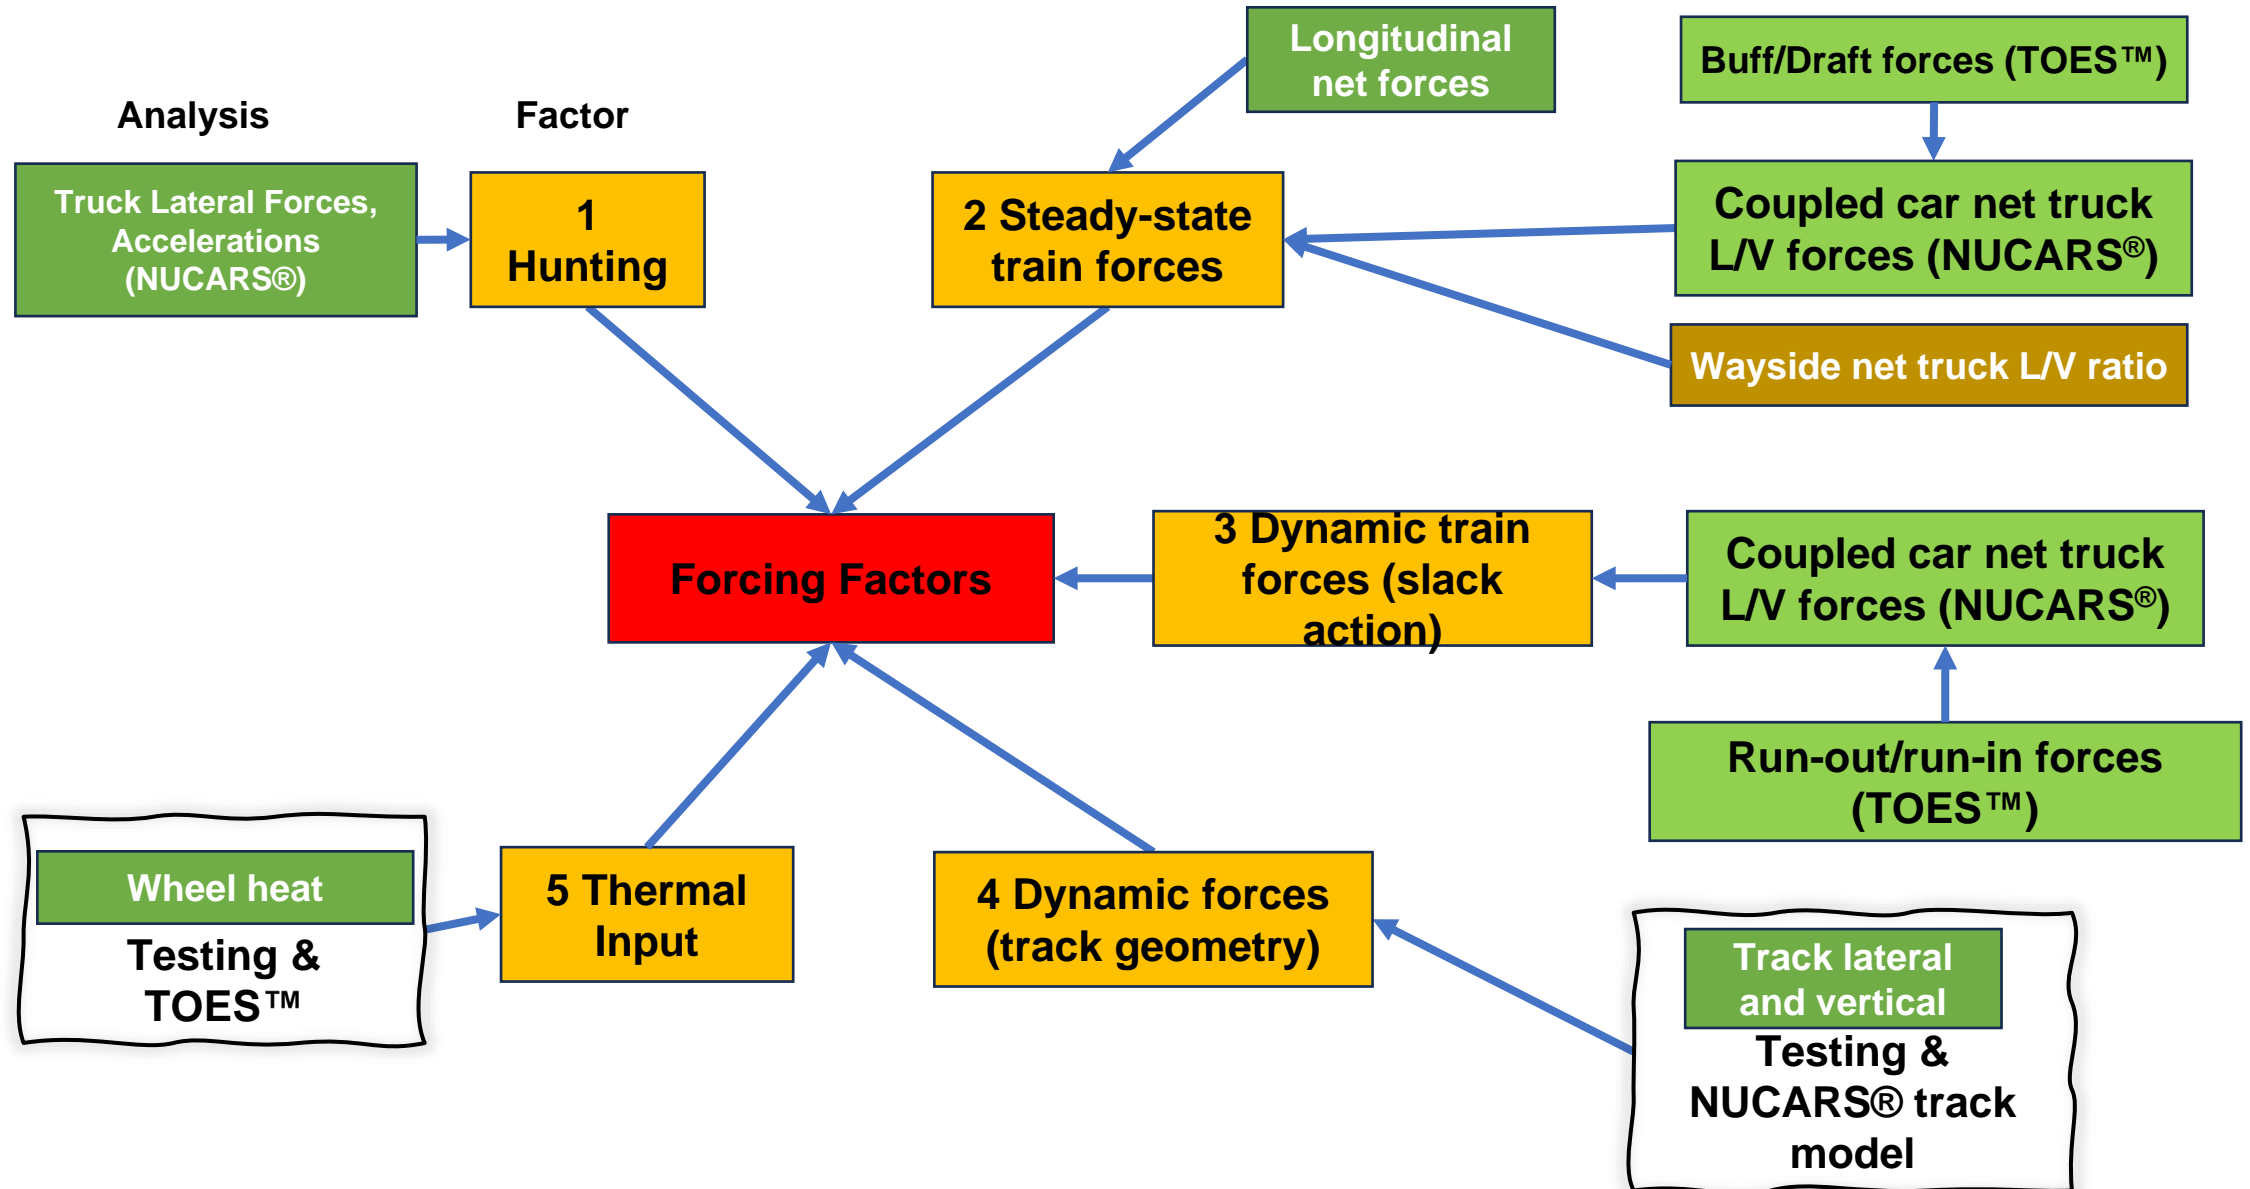 Longitudinal
net forces
Buff/Draft forces (TOES™)
Analysis
Factor
Truck Lateral Forces,
Accelerations
(NUCARS®)
1
Hunting
2 Steady-state
train forces
Coupled car net truck
L/V forces (NUCARS®)
Wayside net truck L/V ratio
Forcing Factors
3 Dynamic train
forces (slack
action)
Coupled car net truck
L/V forces (NUCARS®)
Run-out/run-in forces
(TOES™)
Wheel heat
Testing &
TOES™
5 Thermal
Input
4 Dynamic forces
(track geometry)
Track lateral
and vertical
Testing &
NUCARS® track
model